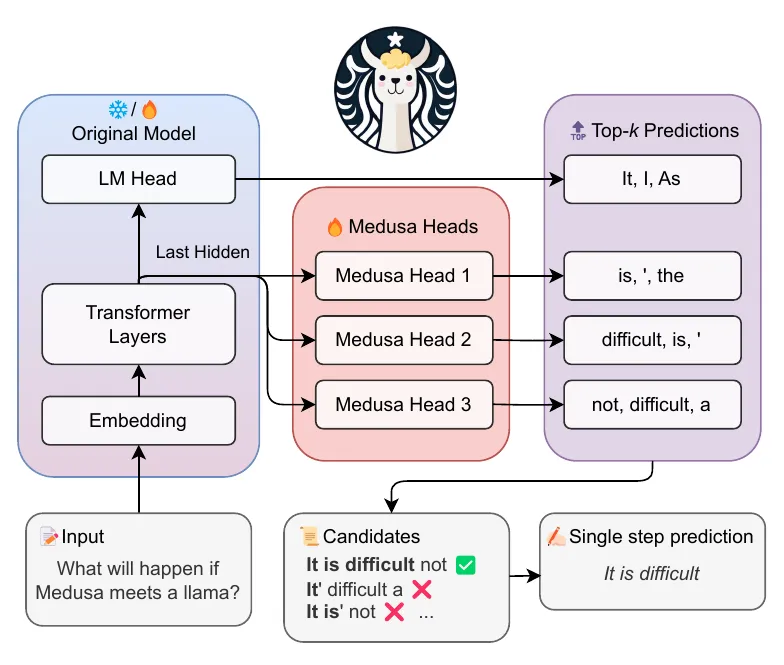 /
Original Model
LM Head
Last Hidden
Transformer
Layers
Embedding
🔥 Medusa Heads
Medusa Head 1
Medusa Head 2
Medusa Head 3
TOP
Top-k Predictions
It, I, As
is, ', the
difficult, is, '
not, difficult, a
Input
What will happen if
Medusa meets a llama?
Candidates
It is difficult not ✅
It' difficult a ❌
It is' not ❌ ...
Single step prediction
It is difficult